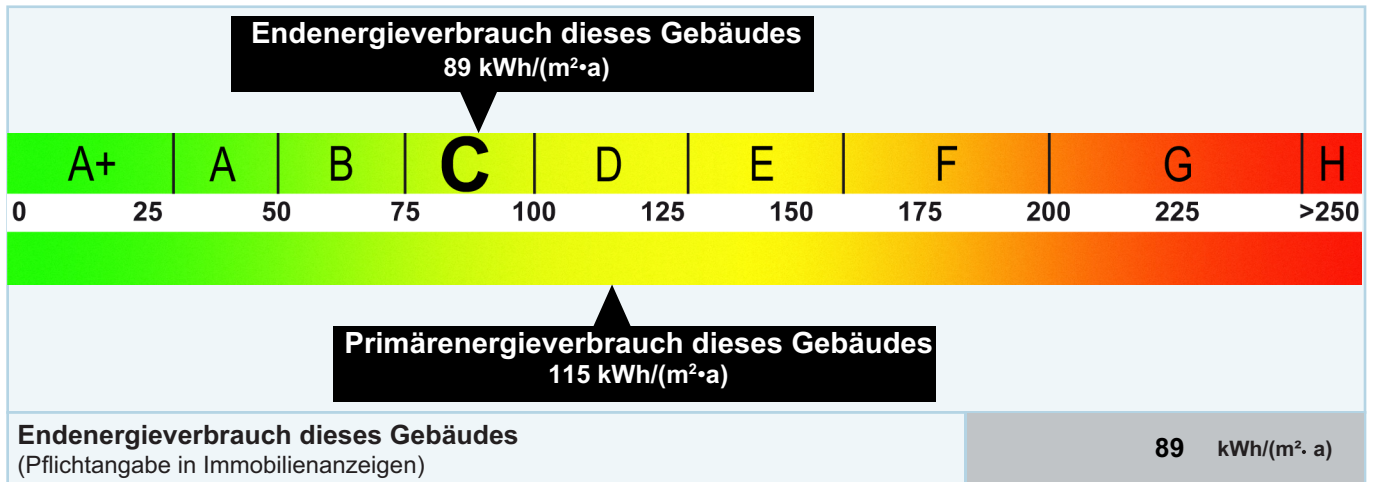 Endenergieverbrauch dieses Gebäudes
89 kWh/(m²•a)
A+ A B C D E F G H
0 25 50 75 100 125 150 175 200 225 >250
Primärenergieverbrauch dieses Gebäudes
115 kWh/(m²•a)
Endenergieverbrauch dieses Gebäudes
(Pflichtangabe in Immobilienanzeigen)
89 kWh/(m²· a)